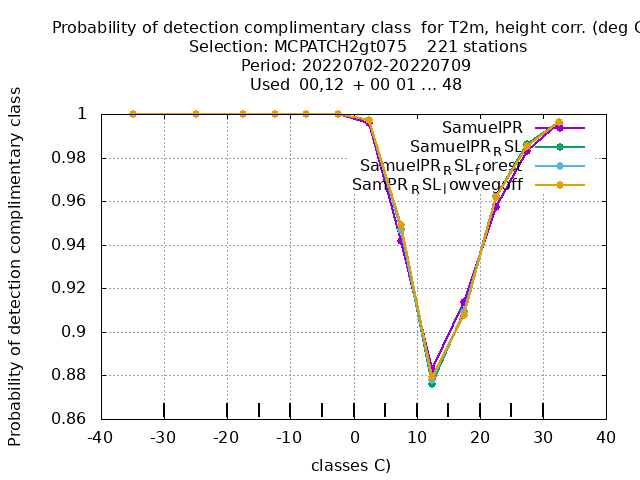 Probability of detection complimentary class  for T2m, height corr. (deg C
Selection: MCPATCH2gt075    221 stations
Period: 20220702-20220709
Used  00,12  + 00 01 ... 48
Probability of detection complimentary class
1
0.98
0.96
0.94
0.92
0.9
0.88
0.86
SamuelPR
SamuelPR_RSL
SamuelPR_RSL_forest
SamPR_RSL_lowvegoff
-40 -30 -20 -10 0 10 20 30 40
classes C)